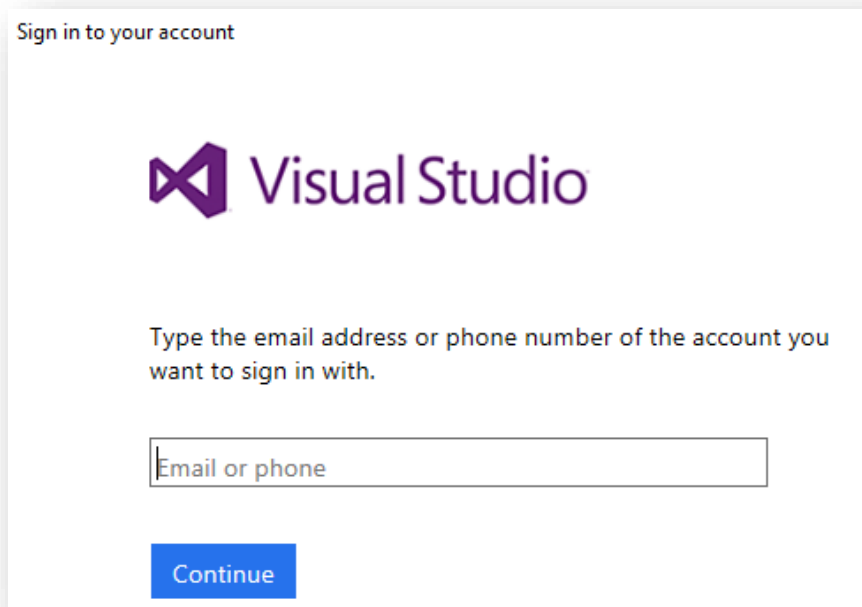 Sign in to your account
Visual Studio
Type the email address or phone number of the account you
want to sign in with.
Email or phone
Continue